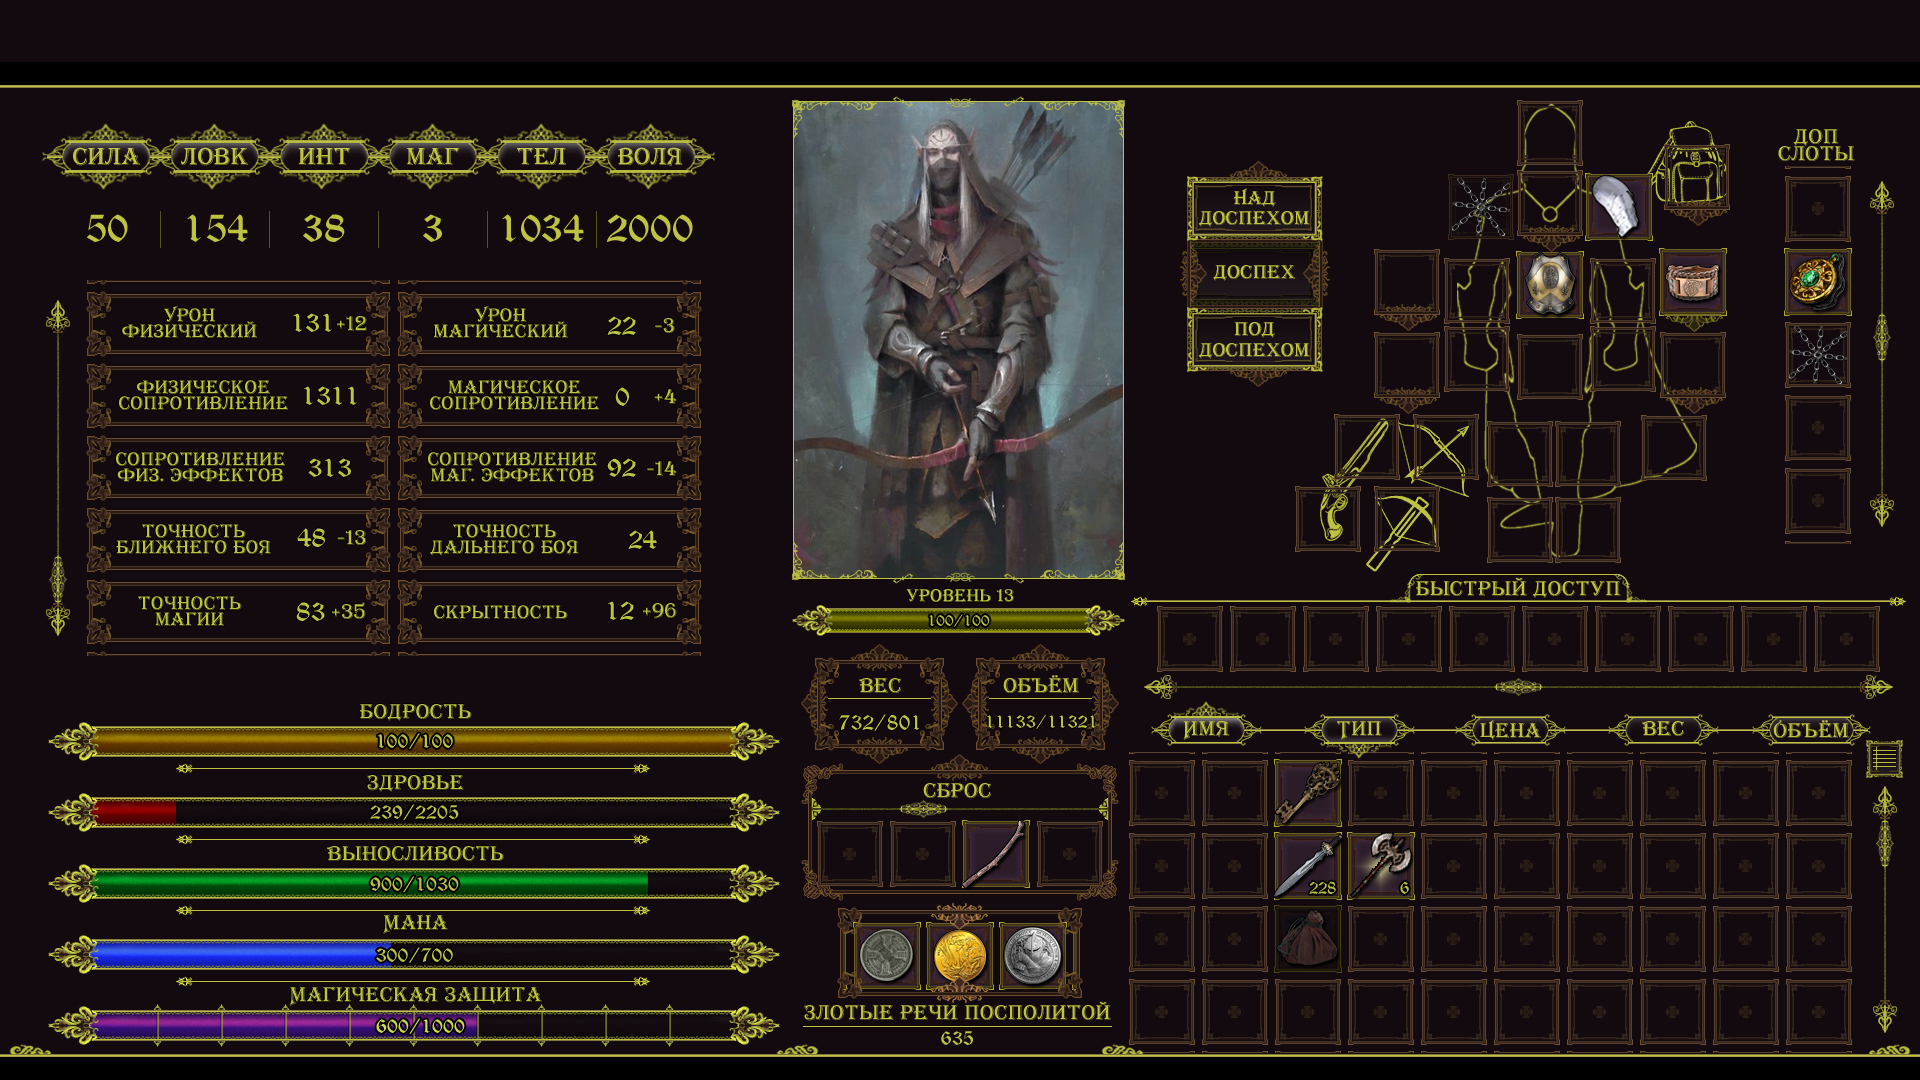 СИЛА ЛОВК ИНТ МАГ ТЕЛ ВОЛЯ
50 154 38 3 1034 2000
УРОН
ФИЗИЧЕСКИЙ
131+12
УРОН
МАГИЧЕСКИЙ
22 -3
ФИЗИЧЕСКОЕ
СОПРОТИВЛЕНИЕ
1311
МАГИЧЕСКОЕ
СОПРОТИВЛЕНИЕ
0 +4
СОПРОТИВЛЕНИЕ
ФИЗ. ЭФФЕКТОВ
313
СОПРОТИВЛЕНИЕ
МАГ. ЭФФЕКТОВ
92 -14
ТОЧНОСТЬ
БЛИЖНЕГО БОЯ
48 -13
ТОЧНОСТЬ
ДАЛЬНЕГО БОЯ
24
ТОЧНОСТЬ
МАГИИ
83 +35
СКРЫТНОСТЬ
12 +96
БОДРОСТЬ
100/100
ЗДРОВЬЕ
239/2205
ВЫНОСЛИВОСТЬ
900/1030
МАНА
300/700
МАГИЧЕСКАЯ ЗАЩИТА
600/1000
УРОВЕНЬ 13
100/100
ВЕС
732/801
ОБЪЁМ
11133/11321
СБРОС
ЗЛОТЫЕ РЕЧИ ПОСПОЛИТОЙ
635
НАД
ДОСПЕХОМ
ДОСПЕХ
ПОД
ДОСПЕХОМ
ДОП
СЛОТЫ
БЫСТРЫЙ ДОСТУП
ИМЯ ТИП ЦЕНА ВЕС ОБЪЁМ
228 6